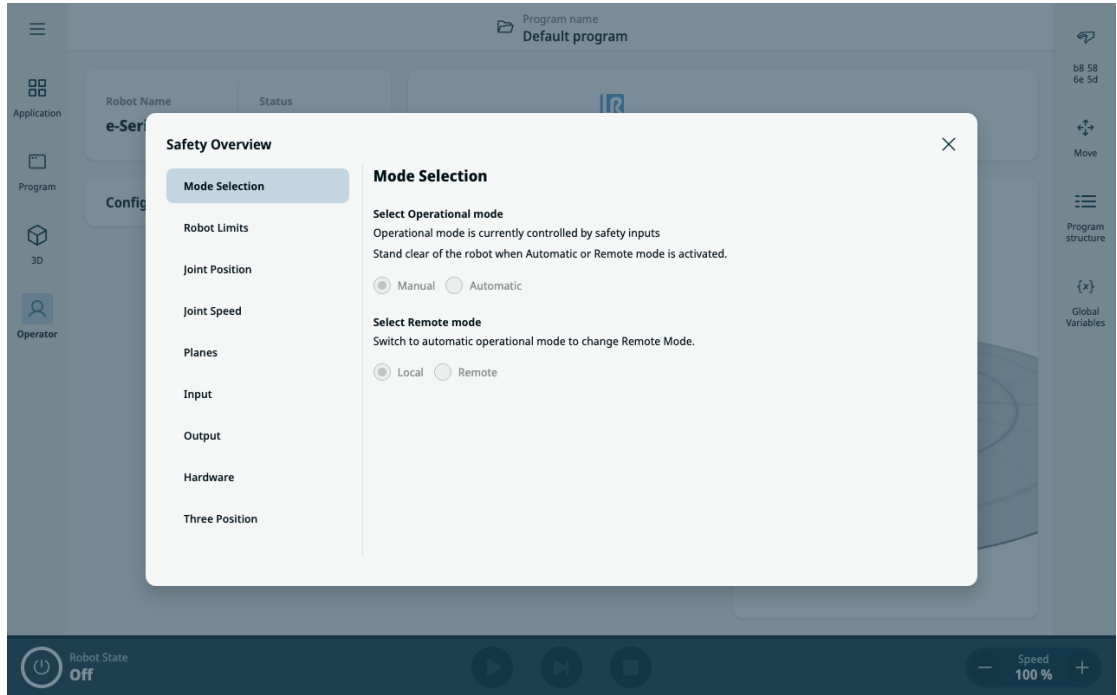 Program name
Default program
Application
Program
3D
Operator
Robot Name
Status
e-Seri
Config
b8 58
6e 5d
Move
Program
structure
{x}
Global
Variables
Safety Overview
Mode Selection
Robot Limits
Joint Position
Joint Speed
Planes
Input
Output
Hardware
Three Position
Mode Selection
Select Operational mode
Operational mode is currently controlled by safety inputs
Stand clear of the robot when Automatic or Remote mode is activated.
Manual Automatic
Select Remote mode
Switch to automatic operational mode to change Remote Mode.
Local Remote
Robot State
Off
Speed
100 %